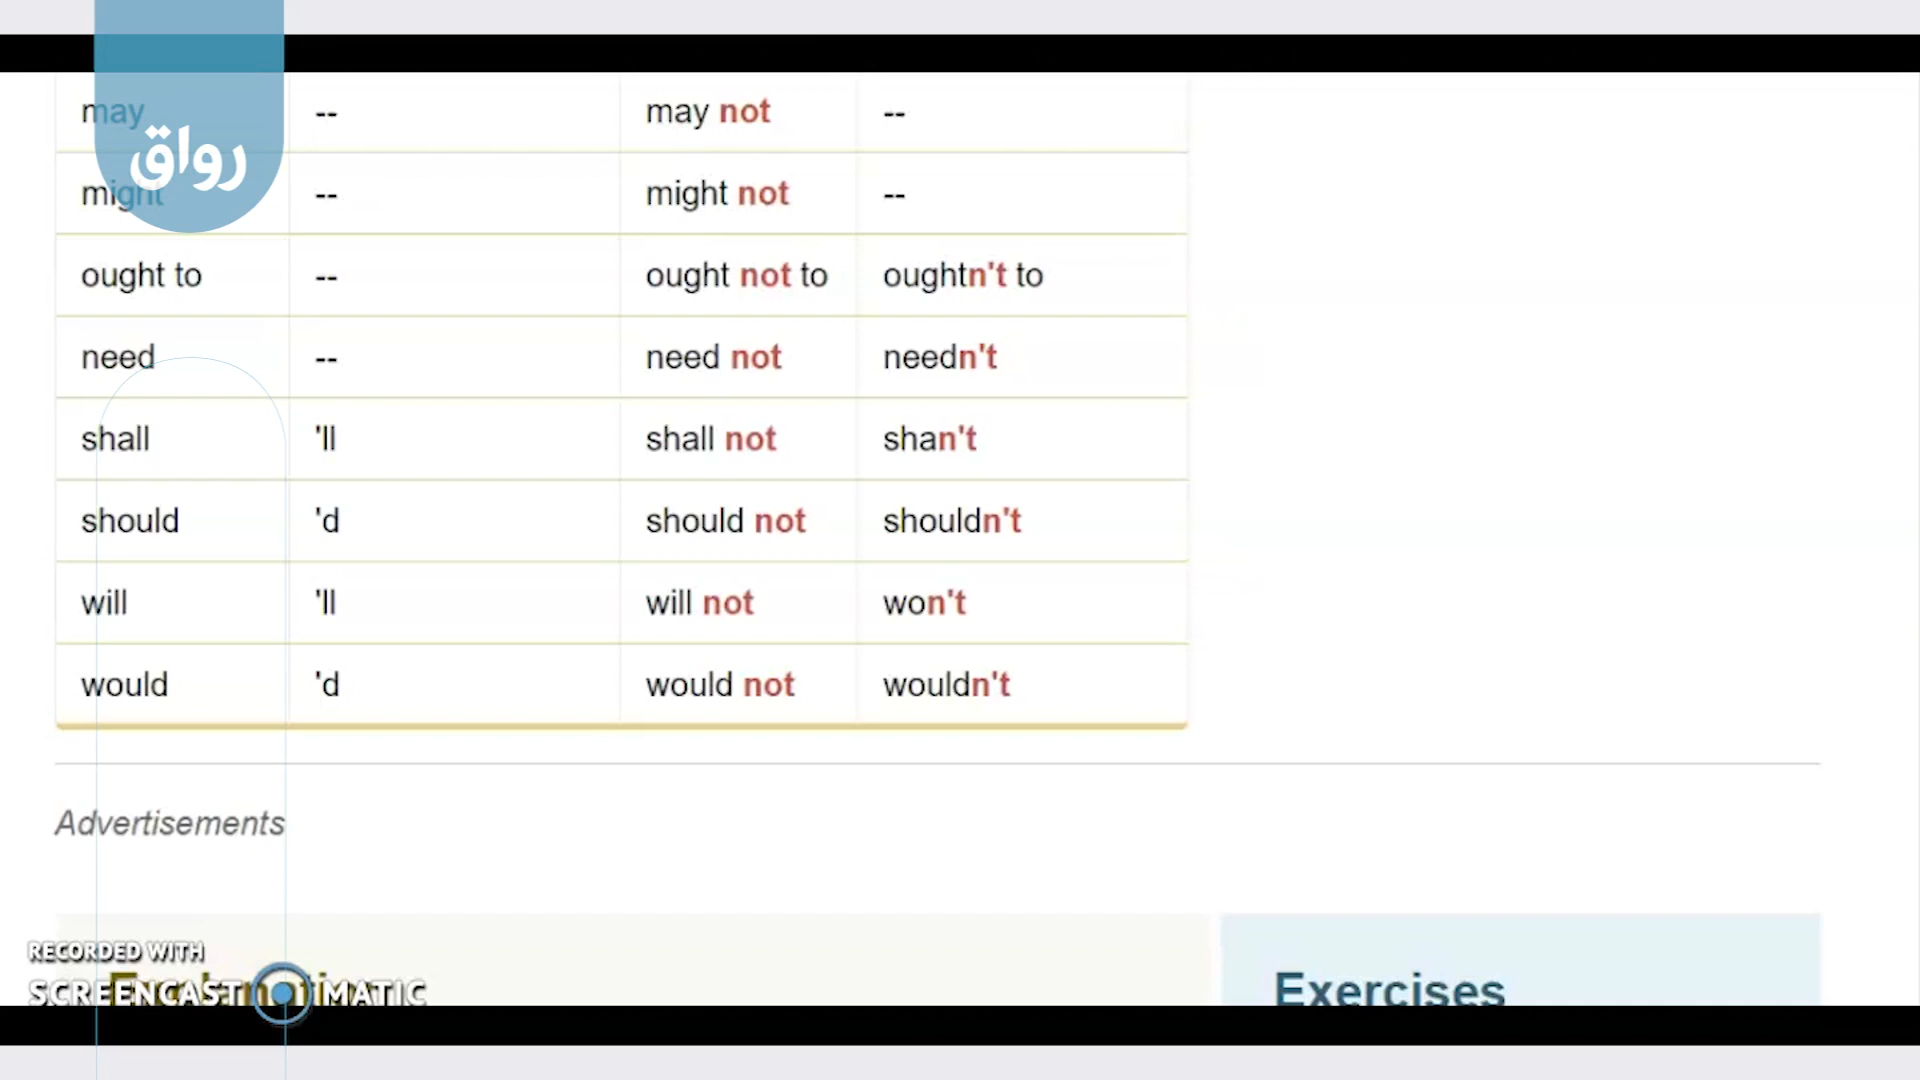 رواق
may -- may not --
might -- might not --
ought to -- ought not to oughtn't to
need -- need not needn't
shall 'll shall not shan't
should 'd should not shouldn't
will 'll will not won't
would 'd would not wouldn't
Advertisements
RECORDED WITH
SCREENCAST MATIC
Exercises